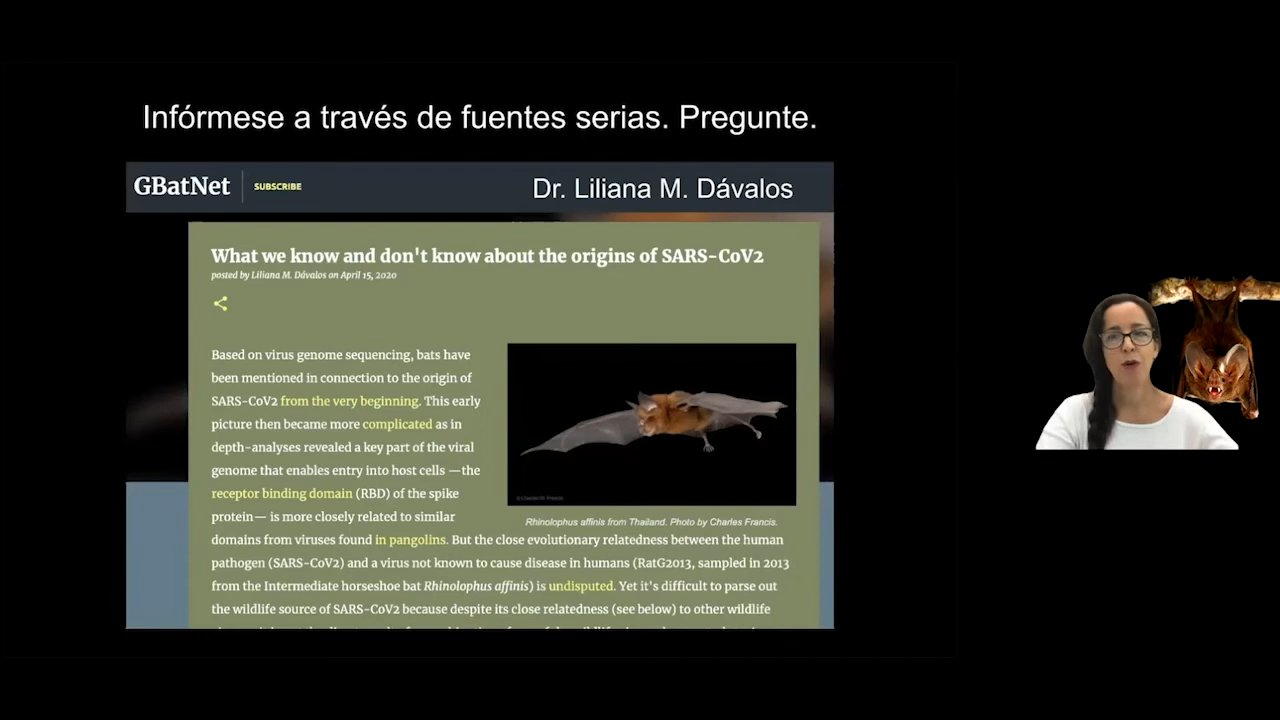 Infórmese a través de fuentes serias. Pregunte.
GBatNet
SUBSCRIBE
Dr. Liliana M. Dávalos
What we know and don't know about the origins of SARS-CoV2
posted by Liliana M. Dávalos on April 15, 2020
Based on virus genome sequencing, bats have
been mentioned in connection to the origin of
SARS-CoV2 from the very beginning. This early
picture then became more complicated as in
depth-analyses revealed a key part of the viral
genome that enables entry into host cells —the
receptor binding domain (RBD) of the spike
protein— is more closely related to similar
Rhinolophus affinis from Thailand. Photo by Charles Francis.
domains from viruses found in pangolins. But the close evolutionary relatedness between the human
pathogen (SARS-CoV2) and a virus not known to cause disease in humans (RatG2013, sampled in 2013
from the Intermediate horseshoe bat Rhinolophus affinis) is undisputed. Yet it's difficult to parse out
the wildlife source of SARS-CoV2 because despite its close relatedness (see below) to other wildlife